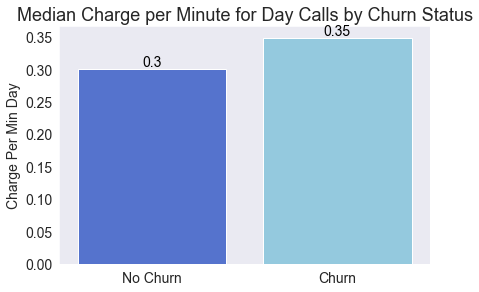 Median Charge per Minute for Day Calls by Churn Status
Charge Per Min Day
0.35
0.30
0.25
0.20
0.15
0.10
0.05
0.00
0.3
0.35
No Churn
Churn